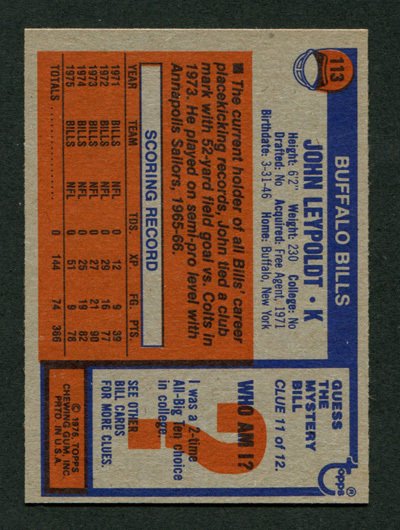 113
BUFFALO BILLS
JOHN LEYPOLDT • K
Height: 6'2" Weight: 230 College: No
Drafted: No Acquired: Free Agent, 1971
Birthdate: 3-31-46 Home: Buffalo, New York
■ The current holder of all Bills' career
placekicking records, John tied a club
mark with 52-yard field goal vs. Colts in
1973. He played on semi-pro level with
Annapolis Sailors, 1965-66.
SCORING RECORD
YEAR TEAM TDS. XP FG. PTS
1971 BILLS NFL 0 12 9 39
1972 BILLS NFL 0 29 16 77
1973 BILLS NFL 0 27 21 90
1974 BILLS NFL 0 25 19 82
1975 BILLS NFL 0 51 9 78
TOTALS 0 144 74 366
Topps®
GUESS
THE
MYSTERY
BILL
CLUE 11 of 12.
?
WHO AM I?
I was a 2-time
All-Big Ten choice
in college.
SEE OTHER
BILL CARDS
FOR MORE CLUES.
© 1976 TOPPS
CHEWING GUM, INC.
PRTD. IN U.S.A.